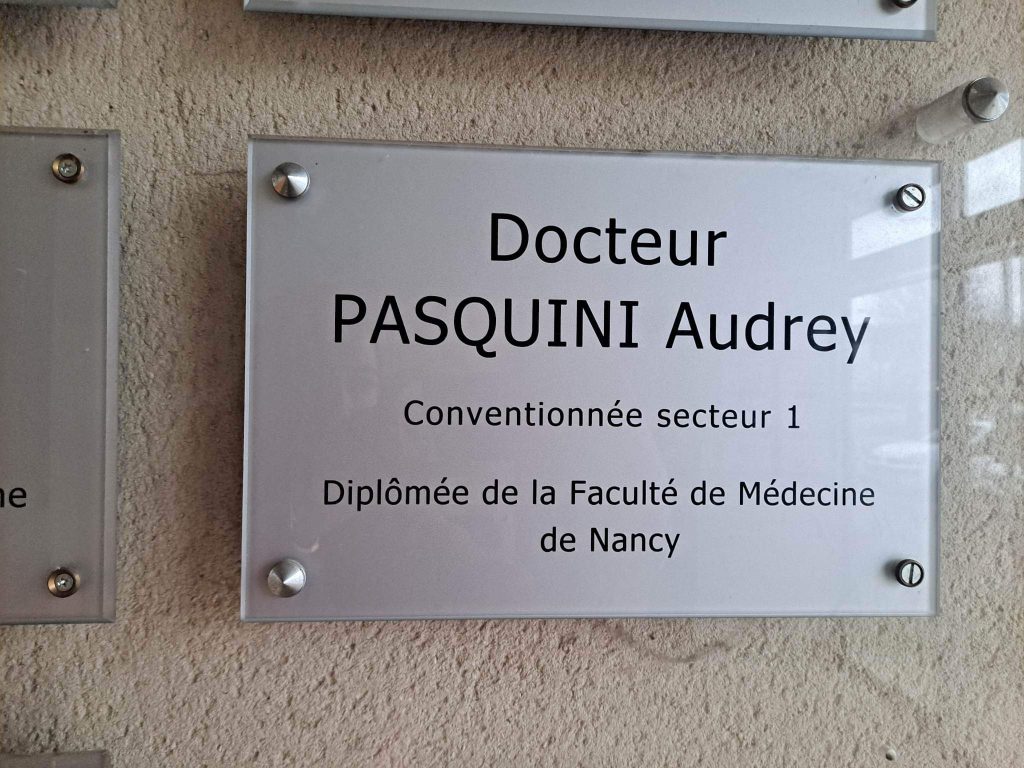 Docteur
PASQUINI Audrey
Conventionnée secteur 1
Diplômée de la Faculté de Médecine
de Nancy